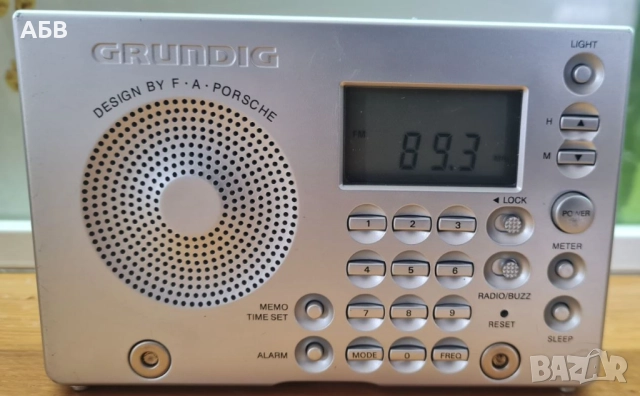 АБВ
GRUNDIG
DESIGN BY F·A·PORSCHE
LIGHT
FM
89.3
H
M
◄ LOCK
POWER
1 2 3
4 5 6
7 8 9
MODE 0 FREQ
RADIO/BUZZ
METER
MEMO
TIME SET
RESET
SLEEP
ALARM
BAZAR